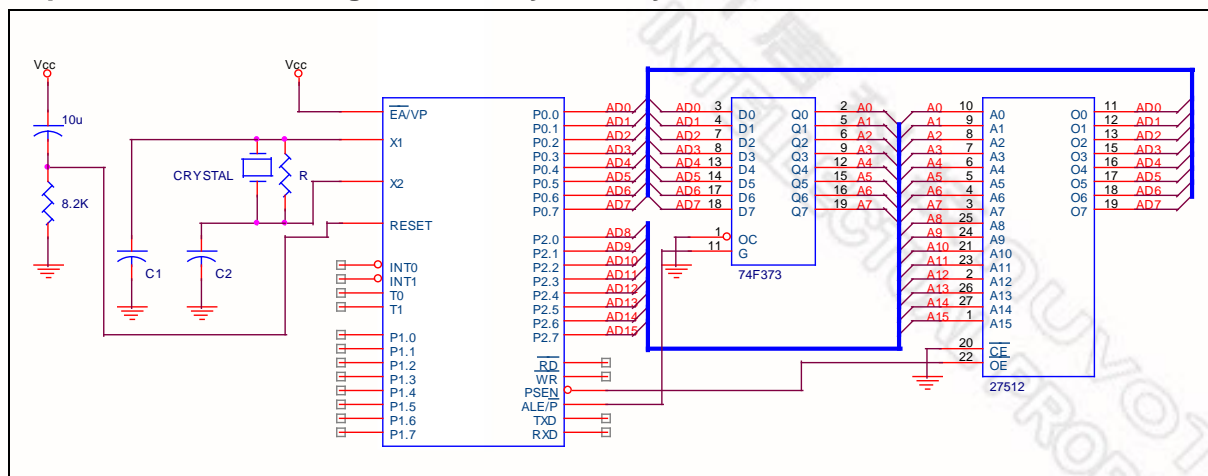 Vcc
10u
8.2K
C1
C2
CRYSTAL
R
Vcc
EA/VP
X1
X2
RESET
INT0
INT1
T0
T1
P1.0
P1.1
P1.2
P1.3
P1.4
P1.5
P1.6
P1.7
P0.0 AD0
P0.1 AD1
P0.2 AD2
P0.3 AD3
P0.4 AD4
P0.5 AD5
P0.6 AD6
P0.7 AD7
P2.0 AD8
P2.1 AD9
P2.2 AD10
P2.3 AD11
P2.4 AD12
P2.5 AD13
P2.6 AD14
P2.7 AD15
RD
WR
PSEN
ALE/P
TXD
RXD
AD0 3 D0 Q0 2 A0
AD1 4 D1 Q1 5 A1
AD2 7 D2 Q2 6 A2
AD3 8 D3 Q3 9 A3
AD4 13 D4 Q4 12 A4
AD5 14 D5 Q5 15 A5
AD6 17 D6 Q6 16 A6
AD7 18 D7 Q7 19 A7
1 OC
11 G
74F373
A0 10 A0 O0 11 AD0
A1 9 A1 O1 12 AD1
A2 8 A2 O2 13 AD2
A3 7 A3 O3 15 AD3
A4 6 A4 O4 16 AD4
A5 5 A5 O5 17 AD5
A6 4 A6 O6 18 AD6
A7 3 A7 O7 19 AD7
A8 25 A8
A9 24 A9
A10 21 A10
A11 23 A11
A12 2 A12
A13 26 A13
A14 27 A14
A15 1 A15
20 CE
22 OE
27512
INTELLECTUAL